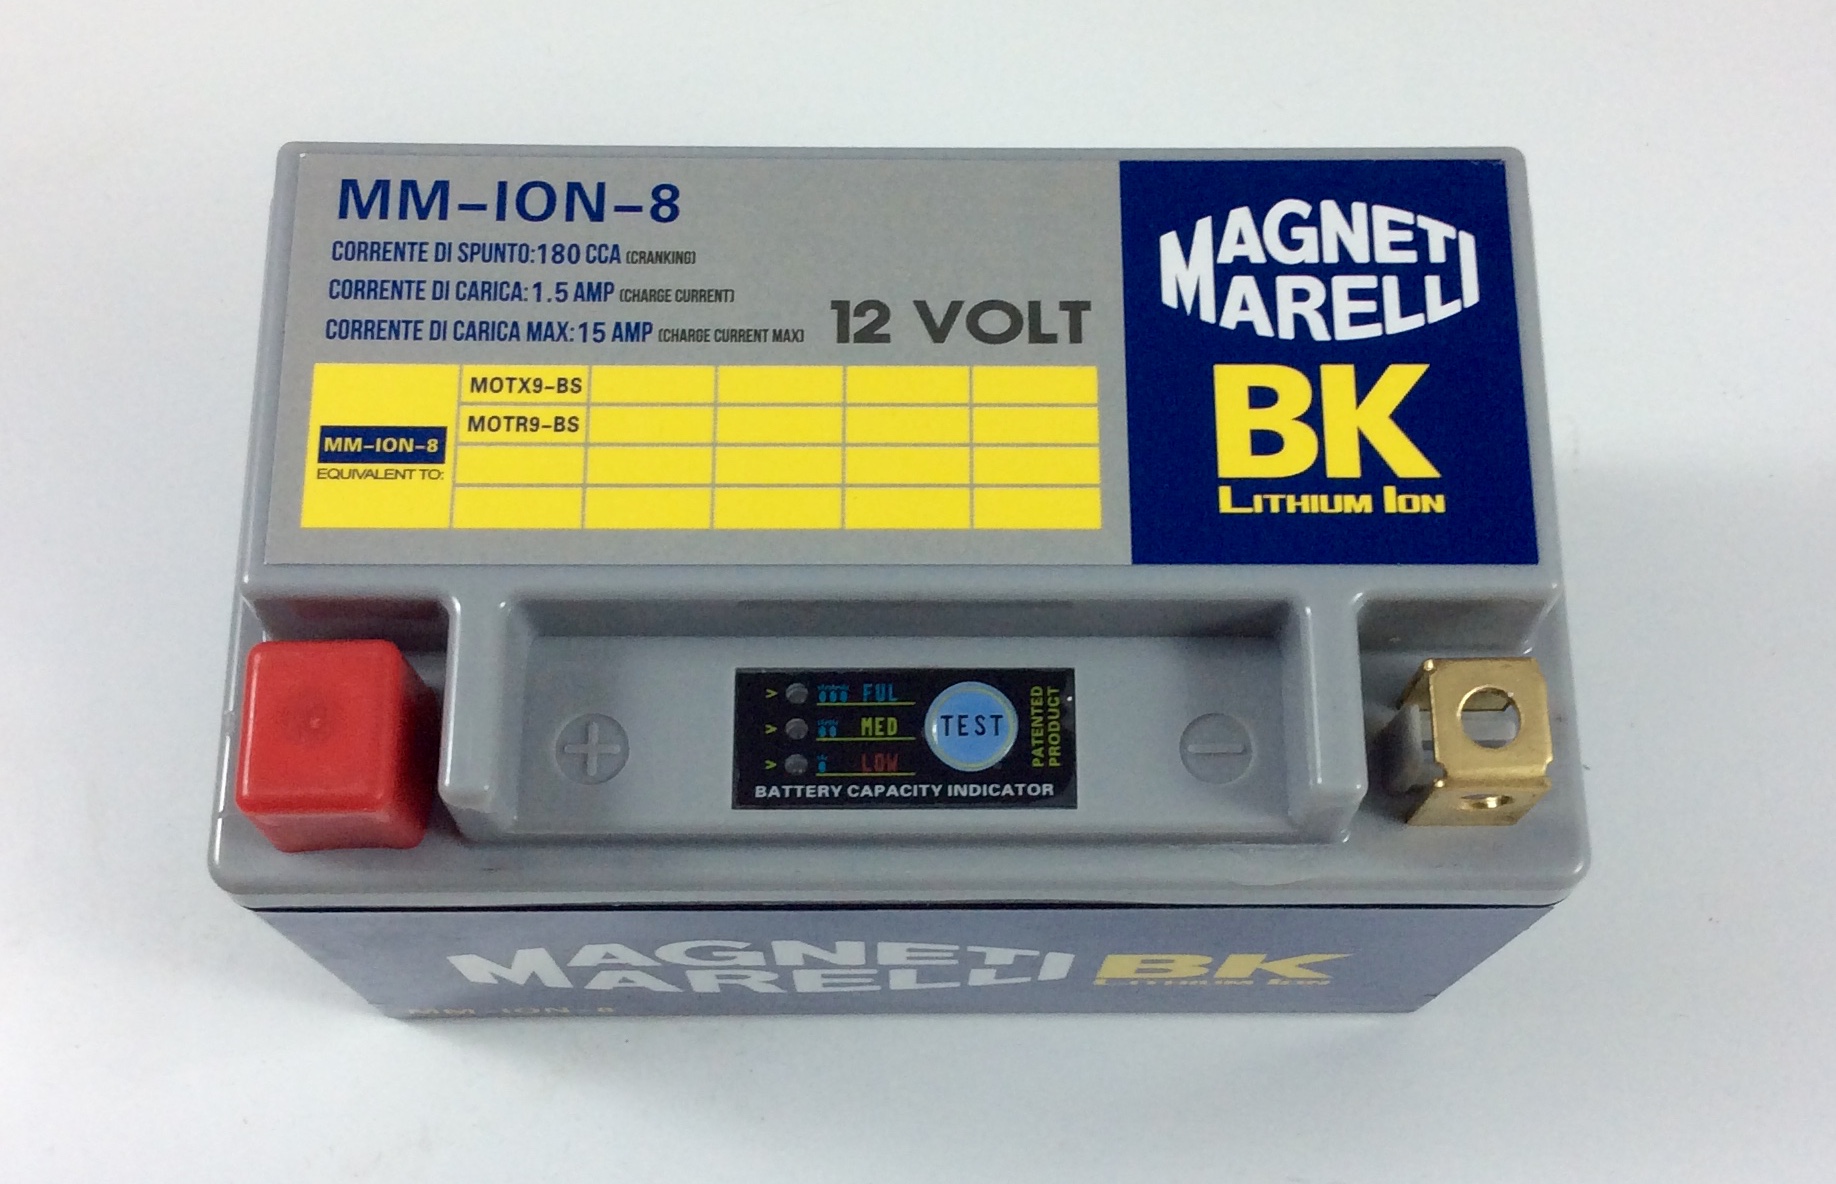 MM-ION-8
CORRENTE DI SPUNTO: 180 CCA (CRANKING)
CORRENTE DI CARICA: 1.5 AMP (CHARGE CURRENT)
CORRENTE DI CARICA MAX: 15 AMP (CHARGE CURRENT MAX)
12 VOLT
MAGNETI
MARELLI
BK
LITHIUM ION
MM-ION-8
EQUIVALENT TO:
MOTX9-BS
MOTR9-BS
+
> FUL
> MED
> LOW
TEST
PATENTED
PRODUCT
BATTERY CAPACITY INDICATOR
−
MAGNETI
MARELLI
BK
LITHIUM ION
MM-ION-8